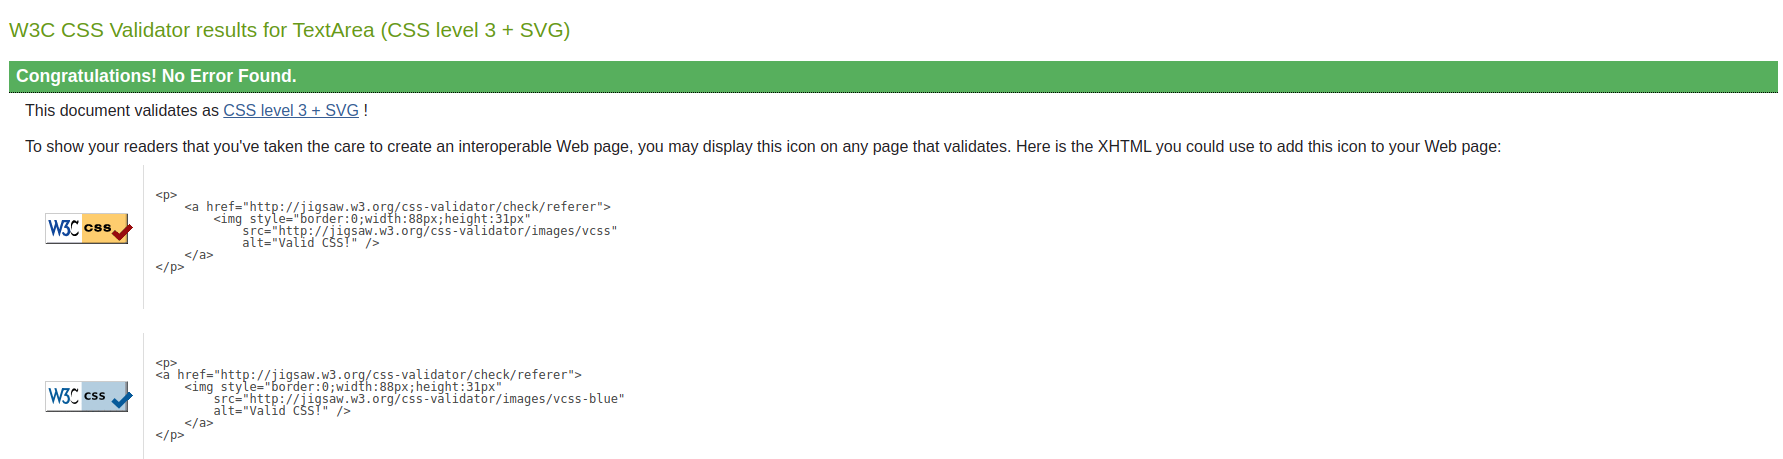 W3C CSS Validator results for TextArea (CSS level 3 + SVG)
Congratulations! No Error Found.
This document validates as CSS level 3 + SVG !
To show your readers that you've taken the care to create an interoperable Web page, you may display this icon on any page that validates. Here is the XHTML you could use to add this icon to your Web page:
W3C css
<p>
    <a href="http://jigsaw.w3.org/css-validator/check/referer">
        <img style="border:0;width:88px;height:31px"
            src="http://jigsaw.w3.org/css-validator/images/vcss"
            alt="Valid CSS!" />
    </a>
</p>
W3C css
<p>
<a href="http://jigsaw.w3.org/css-validator/check/referer">
    <img style="border:0;width:88px;height:31px"
        src="http://jigsaw.w3.org/css-validator/images/vcss-blue"
        alt="Valid CSS!" />
    </a>
</p>